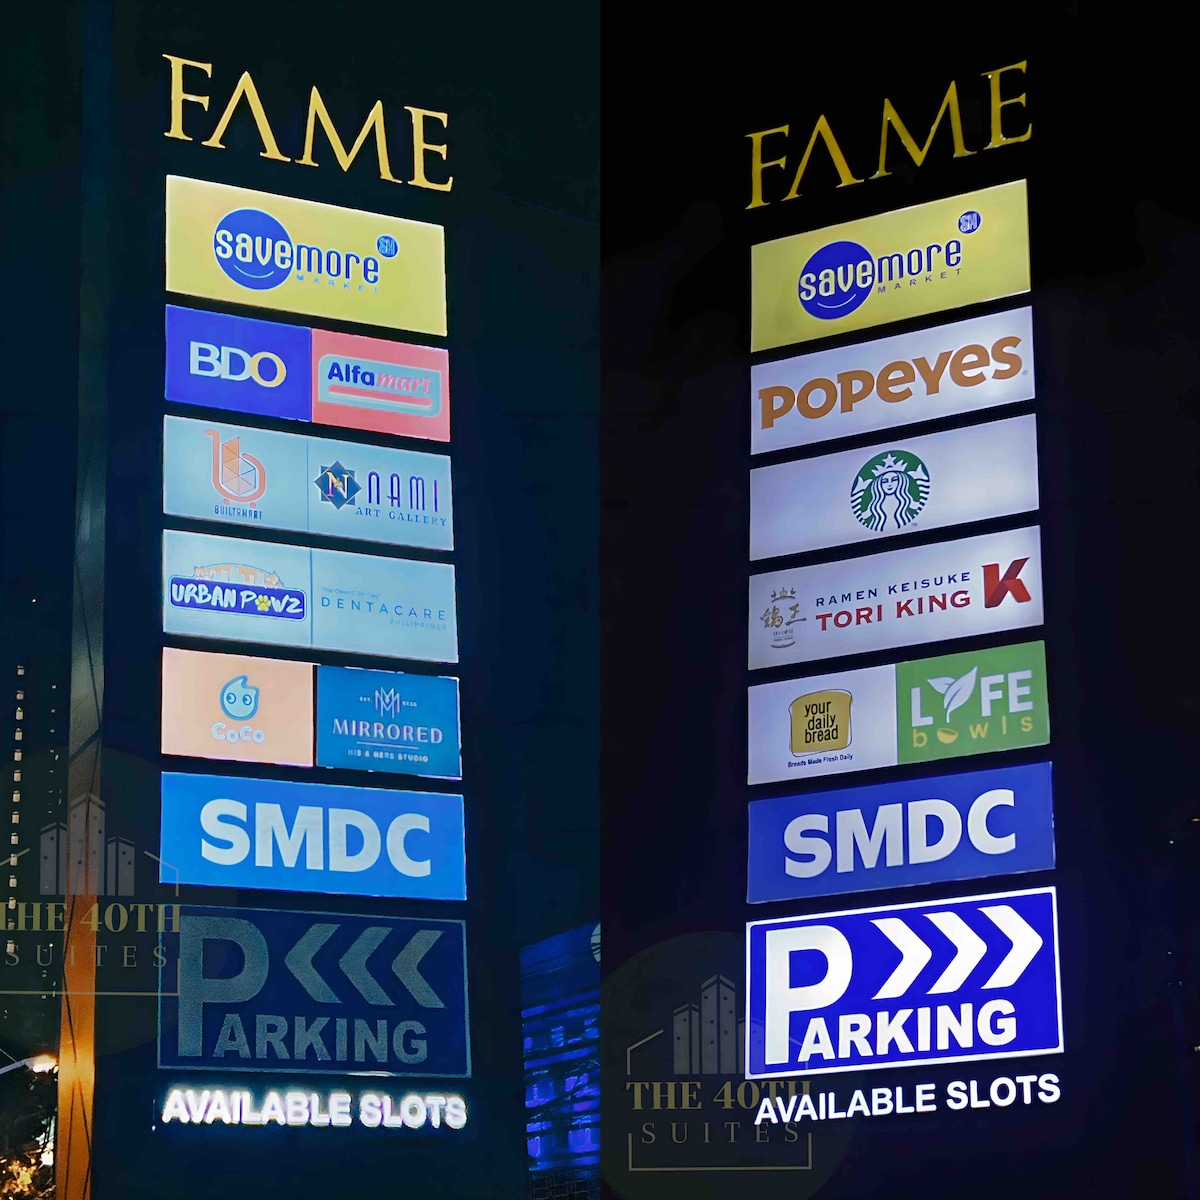 FAME
savemore SM
MARKET
BDO
Alfamart
BUILTAMART
N NAMI
ART GALLERY
URBAN PAWZ
DENTACARE
PHILIPPINES
CoCo
MIRRORED
HIS & HERS STUDIO
SMDC
PARKING
AVAILABLE SLOTS
THE 40TH
SUITES
FAME
savemore SM
MARKET
POPEYES
RAMEN KEISUKE
TORI KING K
your
daily
bread
Breads Made Fresh Daily
LYFE
bowls
SMDC
PARKING
AVAILABLE SLOTS
THE 40TH
SUITES